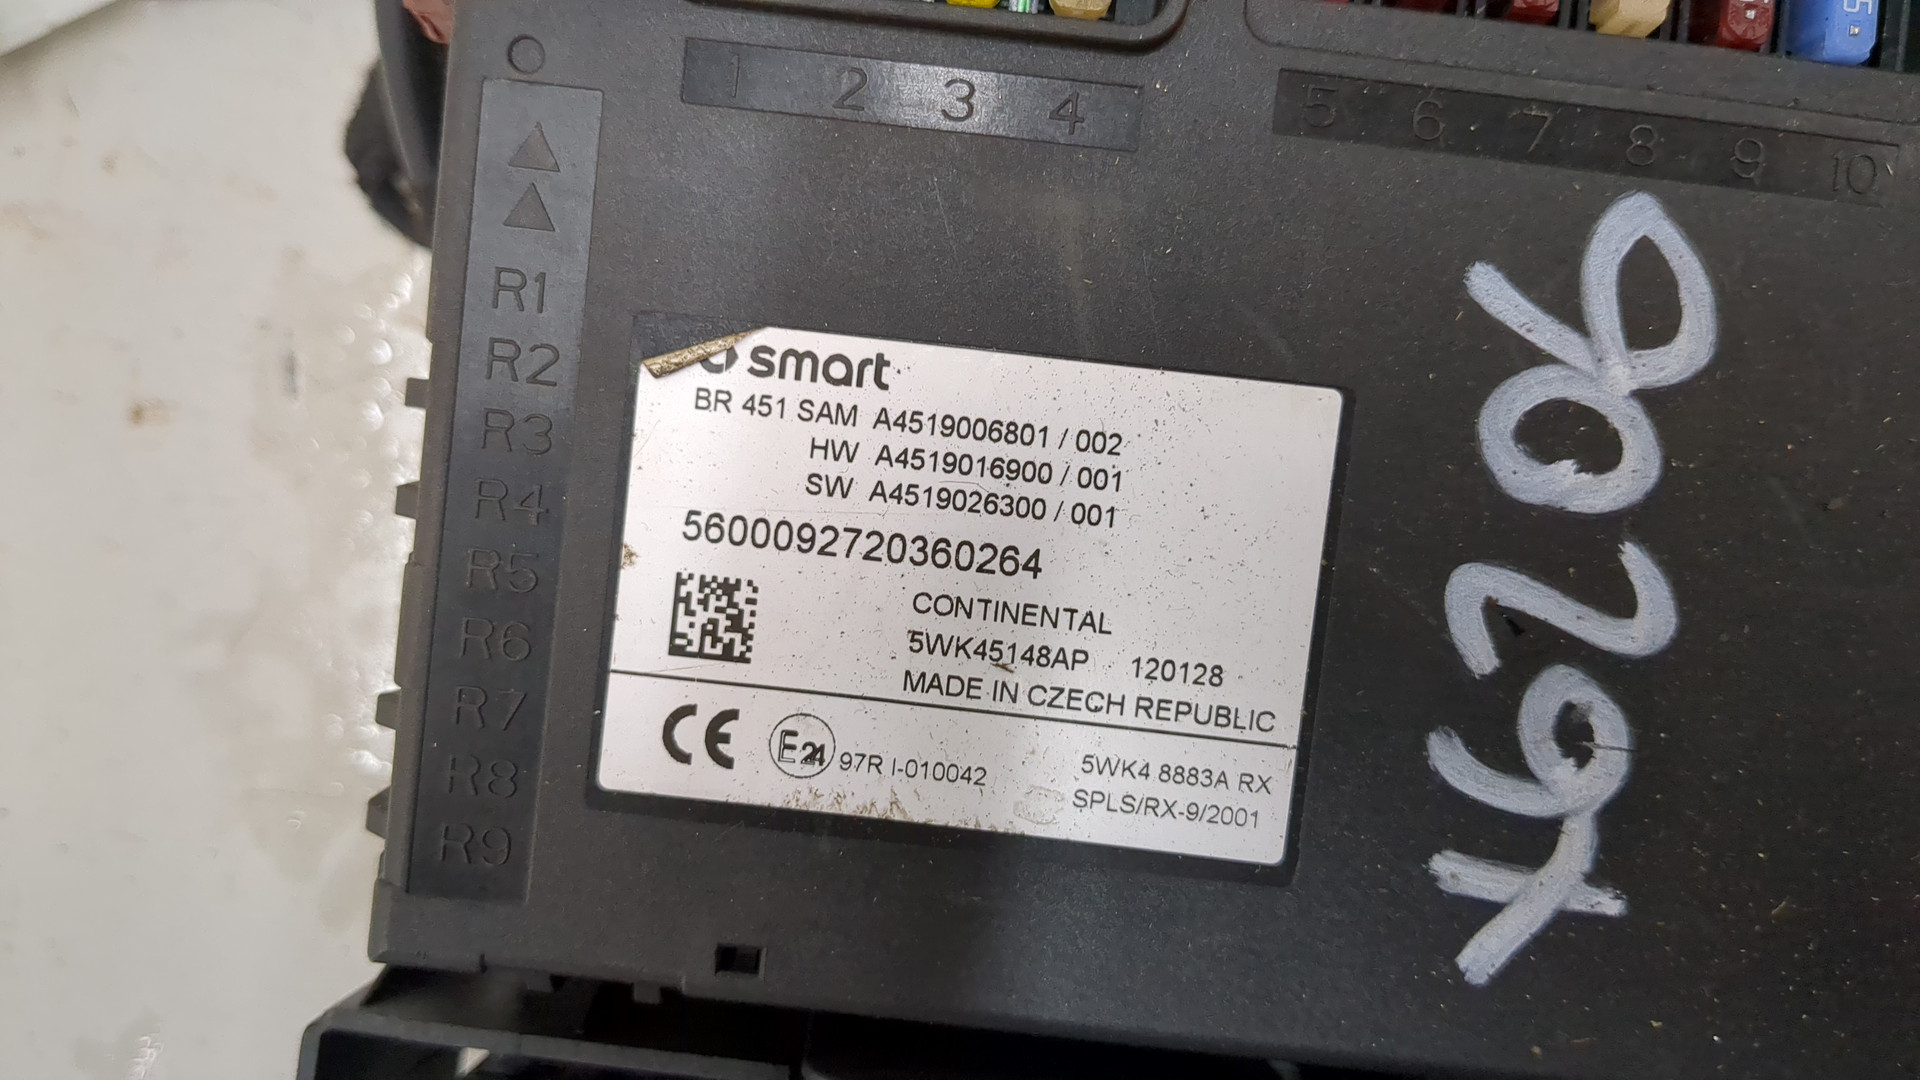 1 2 3 4
5 6 7 8 9 10
R1
R2
R3
R4
R5
R6
R7
R8
R9
smart
BR 451 SAM A4519006801 / 002
HW A4519016900 / 001
SW A4519026300 / 001
5600092720360264
CONTINENTAL
5WK45148AP 120128
MADE IN CZECH REPUBLIC
CE E24 97R I-010042
5WK4 8883A RX
SPLS/RX-9/2001